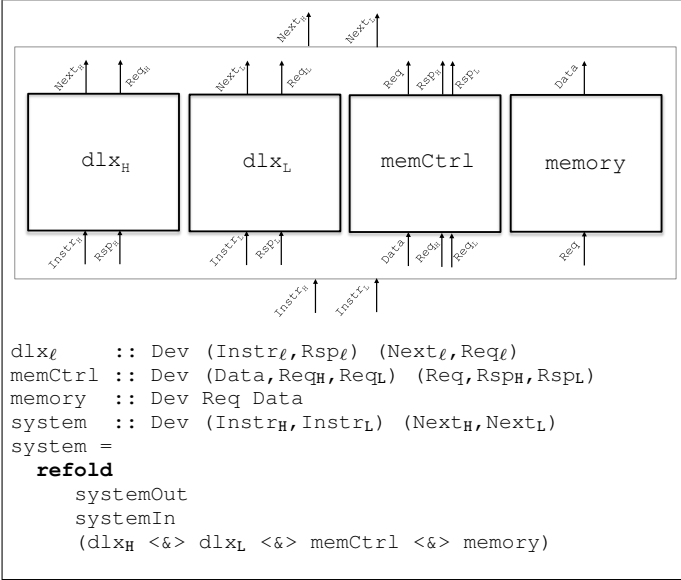 Next_H Next_L
Next_H Req_H Next_L Req_L Req Rsp_H Rsp_L Data
dlx_H dlx_L memCtrl memory
Instr_H Rsp_H Instr_L Rsp_L Data Req_H Req_L Req
Instr_H Instr_L
dlxℓ :: Dev (Instrℓ,Rspℓ) (Nextℓ,Reqℓ)
memCtrl :: Dev (Data,Req_H,Req_L) (Req,Rsp_H,Rsp_L)
memory :: Dev Req Data
system :: Dev (Instr_H,Instr_L) (Next_H,Next_L)
system =
refold
systemOut
systemIn
(dlx_H <&> dlx_L <&> memCtrl <&> memory)